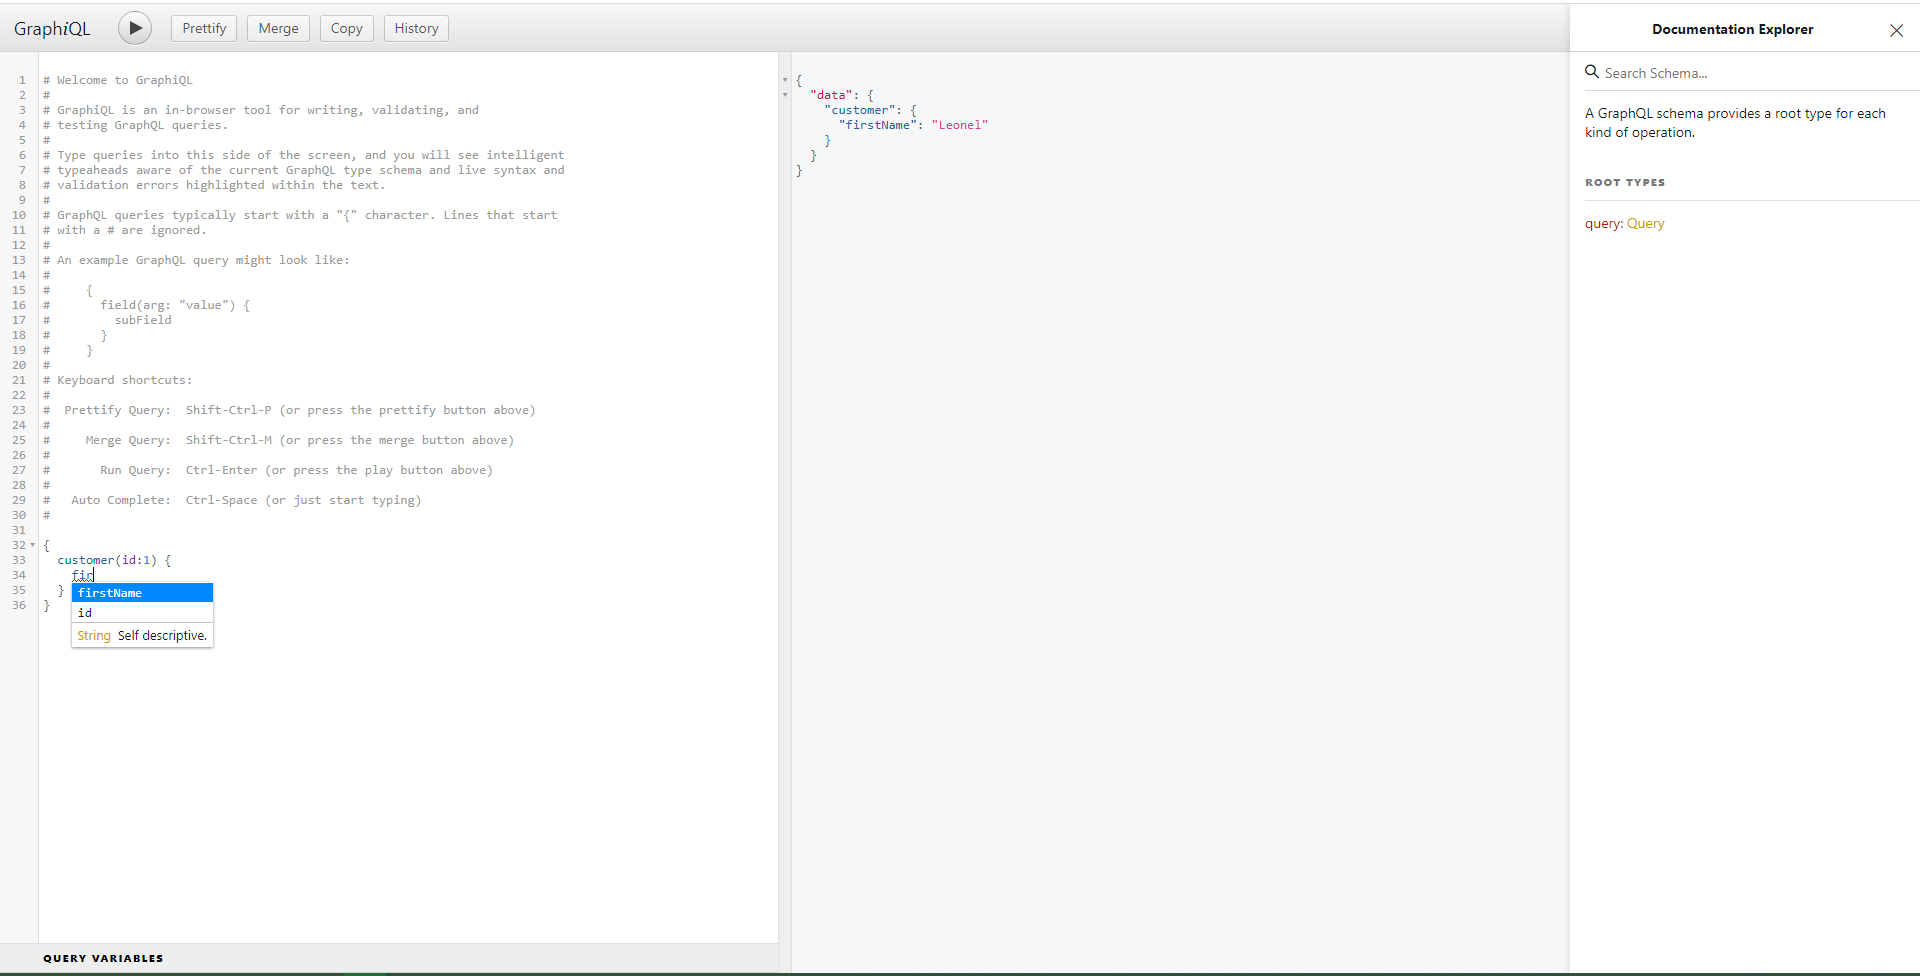 GraphiQL
Prettify
Merge
Copy
History
1 # Welcome to GraphiQL
2 #
3 # GraphiQL is an in-browser tool for writing, validating, and
4 # testing GraphQL queries.
5 #
6 # Type queries into this side of the screen, and you will see intelligent
7 # typeaheads aware of the current GraphQL type schema and live syntax and
8 # validation errors highlighted within the text.
9 #
10 # GraphQL queries typically start with a "{" character. Lines that start
11 # with a # are ignored.
12 #
13 # An example GraphQL query might look like:
14 #
15 #     {
16 #       field(arg: "value") {
17 #         subField
18 #       }
19 #     }
20 #
21 # Keyboard shortcuts:
22 #
23 #  Prettify Query:  Shift-Ctrl-P (or press the prettify button above)
24 #
25 #     Merge Query:  Shift-Ctrl-M (or press the merge button above)
26 #
27 #       Run Query:  Ctrl-Enter (or press the play button above)
28 #
29 #   Auto Complete:  Ctrl-Space (or just start typing)
30 #
31
32 {
33   customer(id:1) {
34     fir
35   }
36 }
firstName
id
String Self descriptive.
QUERY VARIABLES
{
  "data": {
    "customer": {
      "firstName": "Leonel"
    }
  }
}
Documentation Explorer
Search Schema...
A GraphQL schema provides a root type for each
kind of operation.
ROOT TYPES
query: Query